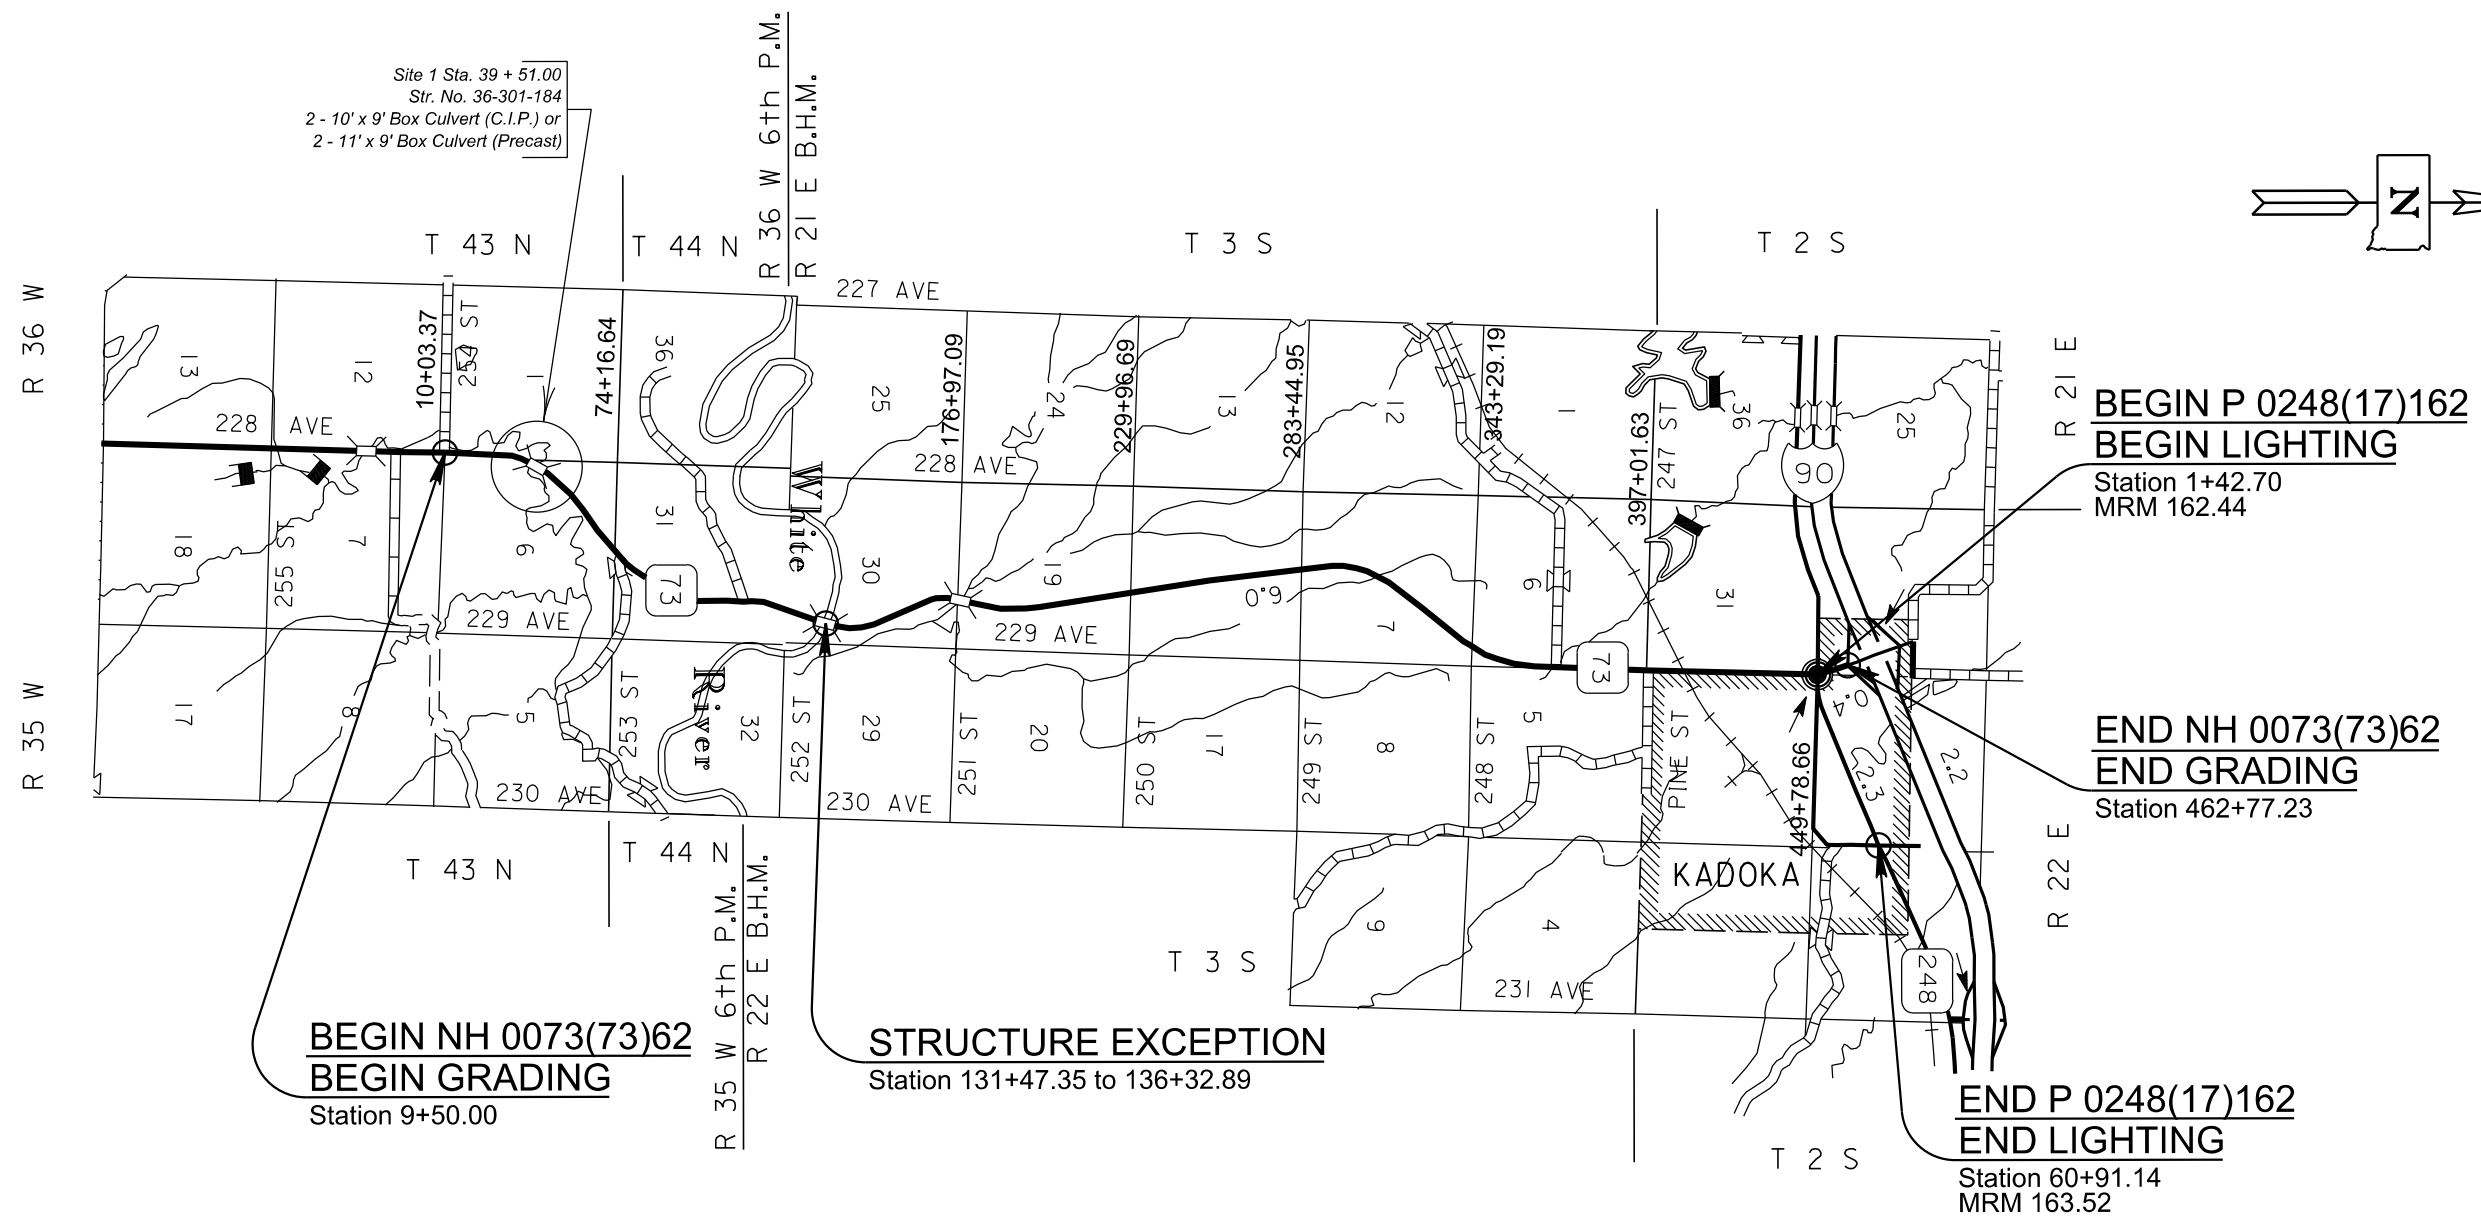 Site 1 Sta. 39 + 51.00
Str. No. 36-301-184
2 - 10' x 9' Box Culvert (C.I.P.) or
2 - 11' x 9' Box Culvert (Precast)
R 36 W 6th P.M.
R 21 E B.H.M.
T 43 N
T 44 N
T 3 S
T 2 S
N
R 36 W
R 21 E
227 AVE
10+03.37
254 ST
74+16.64
176+97.09
229+96.69
283+44.95
343+29.19
397+01.63
247 ST
13
12
1
36
25
24
13
12
1
36
25
228 AVE
228 AVE
90
BEGIN P 0248(17)162
BEGIN LIGHTING
Station 1+42.70
MRM 162.44
18
255 ST
7
6
31
White
30
19
6.0
7
6
31
73
229 AVE
229 AVE
73
R 35 W
17
8
5
253 ST
River
32
252 ST
29
251 ST
20
250 ST
17
249 ST
8
248 ST
5
PINE ST
449+78.66
0.4
2.3
2.2
END NH 0073(73)62
END GRADING
Station 462+77.23
230 AVE
230 AVE
T 43 N
T 44 N
R 35 W 6th P.M.
R 22 E B.H.M.
T 3 S
9
4
KADOKA
R 22 E
231 AVE
248
BEGIN NH 0073(73)62
BEGIN GRADING
Station 9+50.00
STRUCTURE EXCEPTION
Station 131+47.35 to 136+32.89
END P 0248(17)162
END LIGHTING
Station 60+91.14
MRM 163.52
T 2 S